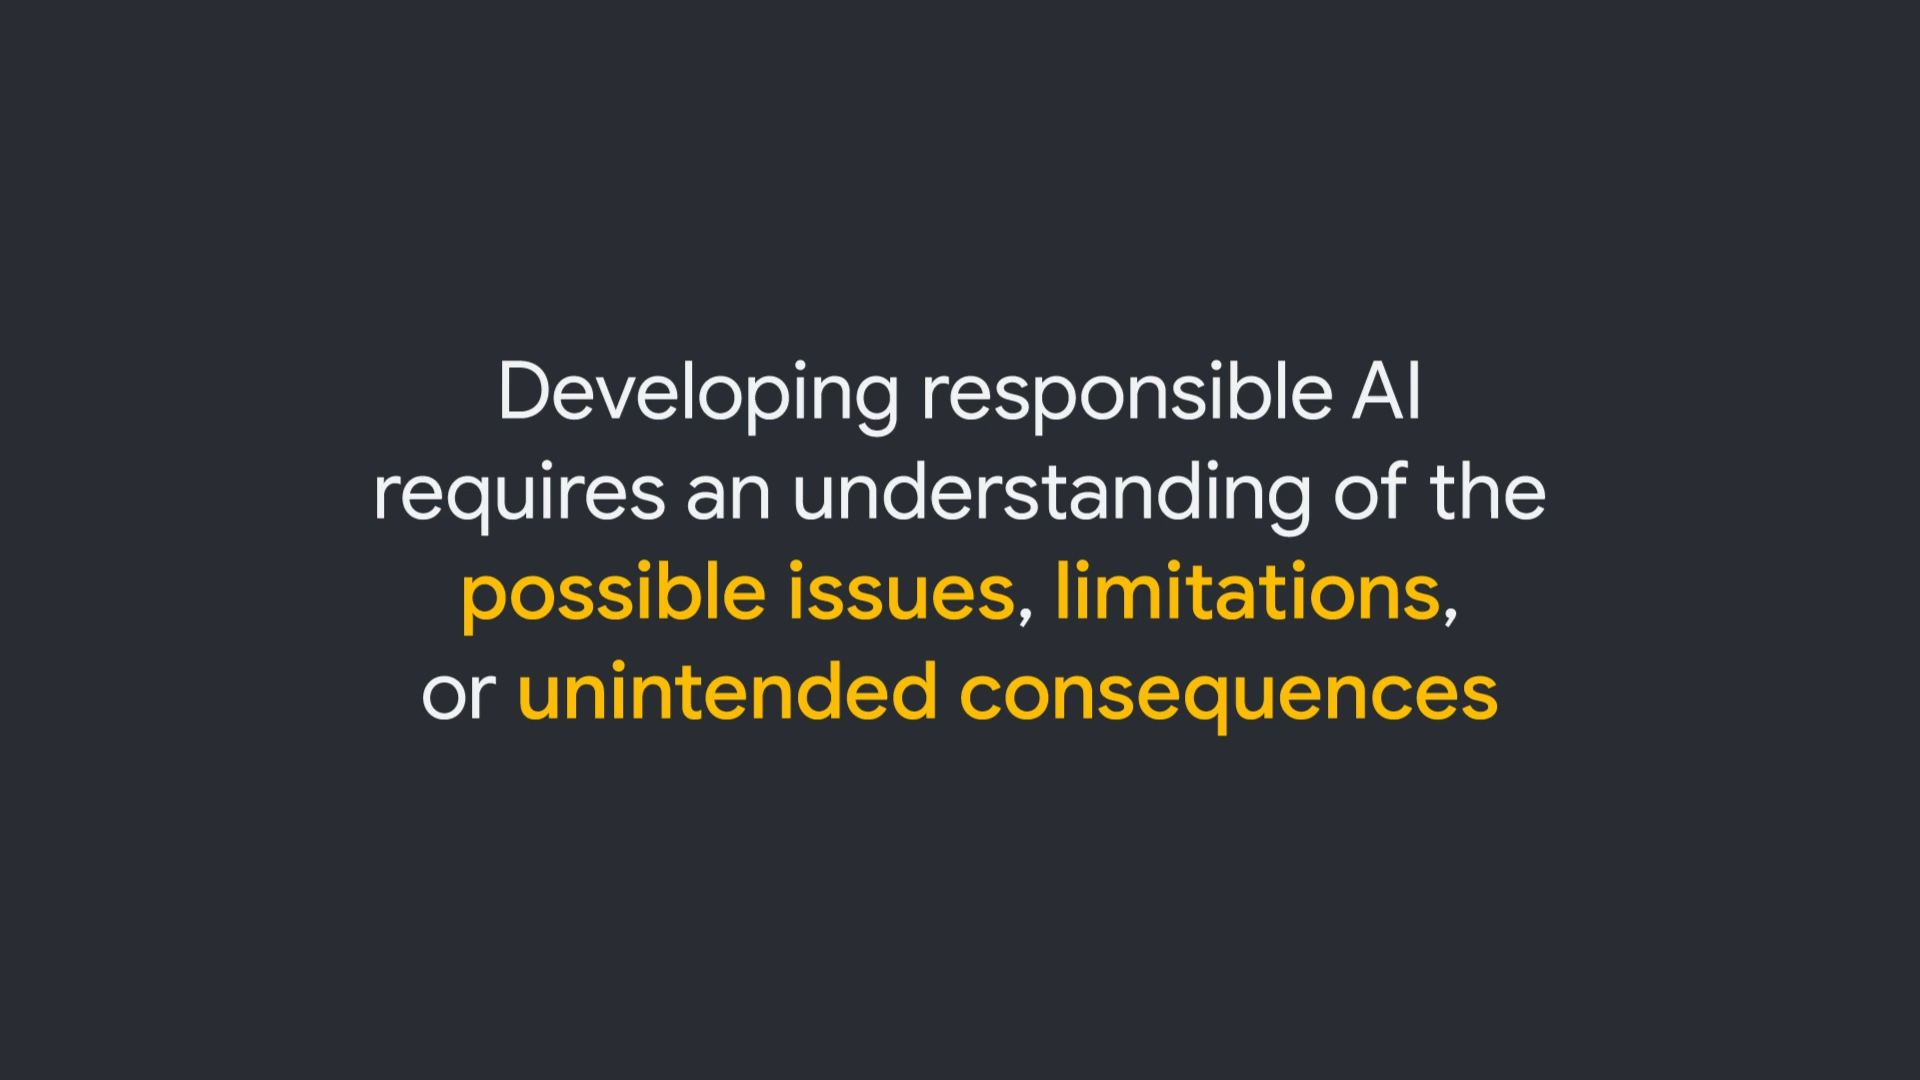 Developing responsible AI
requires an understanding of the
possible issues, limitations,
or unintended consequences